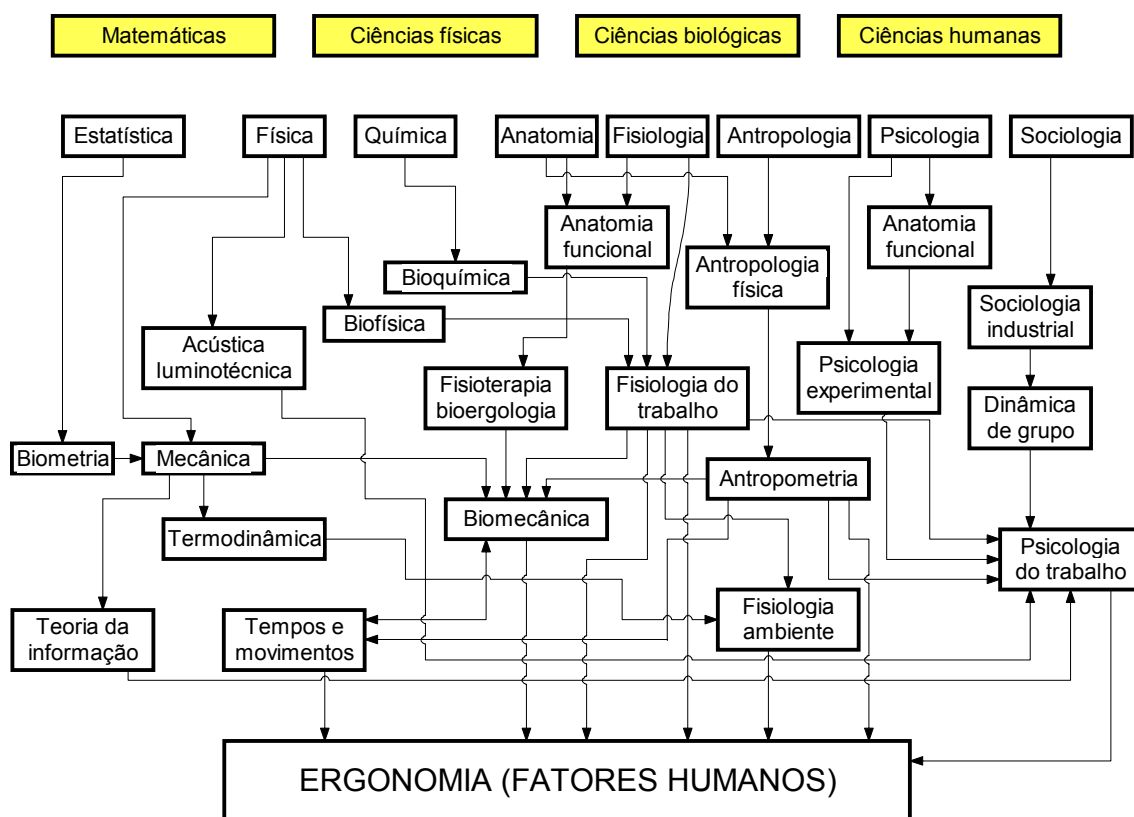 Matemáticas
Ciências físicas
Ciências biológicas
Ciências humanas
Estatística
Física
Química
Anatomia
Fisiologia
Antropologia
Psicologia
Sociologia
Anatomia
funcional
Anatomia
funcional
Bioquímica
Antropologia
física
Sociologia
industrial
Biofísica
Acústica
luminotécnica
Fisioterapia
bioergologia
Fisiologia do
trabalho
Psicologia
experimental
Dinâmica
de grupo
Biometria
Mecânica
Antropometria
Biomecânica
Termodinâmica
Psicologia
do trabalho
Teoria da
informação
Tempos e
movimentos
Fisiologia
ambiente
ERGONOMIA (FATORES HUMANOS)